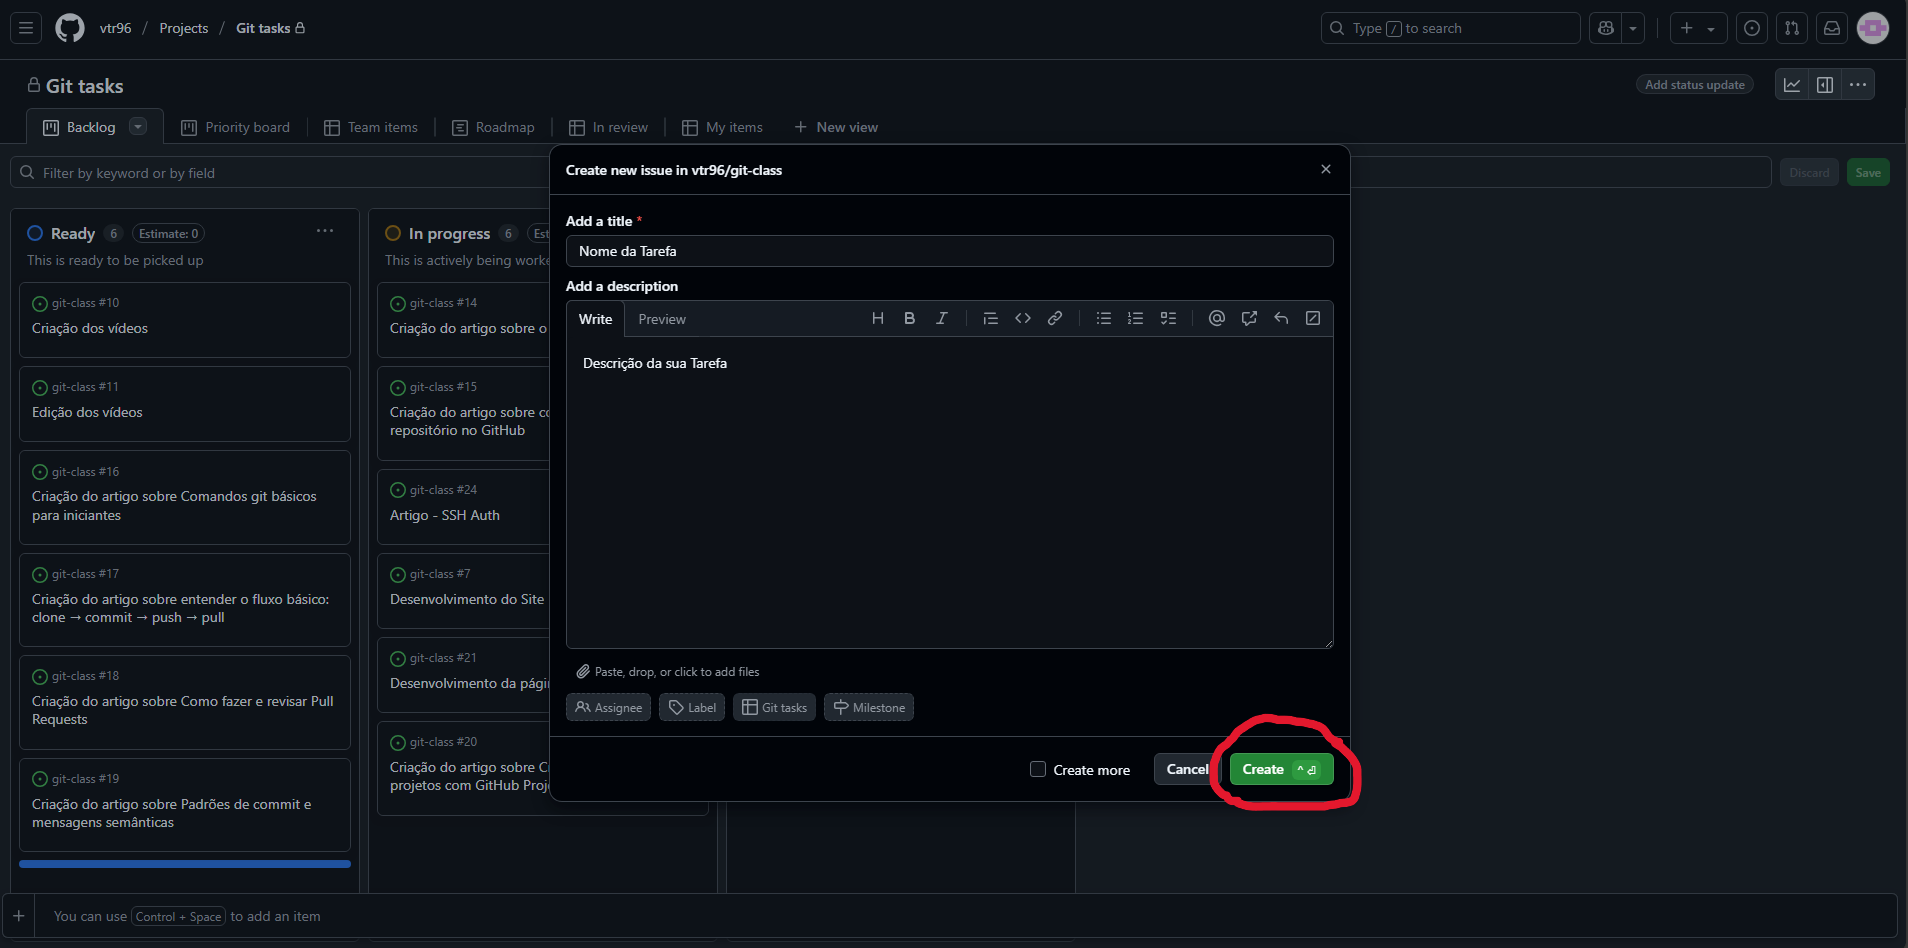 vtr96 / Projects / Git tasks
Type / to search
Git tasks
Add status update
Backlog
Priority board
Team items
Roadmap
In review
My items
New view
Filter by keyword or by field
Discard
Save
Ready 6 Estimate: 0
This is ready to be picked up
git-class #10
Criação dos vídeos
git-class #11
Edição dos vídeos
git-class #16
Criação do artigo sobre Comandos git básicos
para iniciantes
git-class #17
Criação do artigo sobre entender o fluxo básico:
clone → commit → push → pull
git-class #18
Criação do artigo sobre Como fazer e revisar Pull
Requests
git-class #19
Criação do artigo sobre Padrões de commit e
mensagens semânticas
In progress 6 Est
This is actively being worke
git-class #14
Criação do artigo sobre o
git-class #15
Criação do artigo sobre co
repositório no GitHub
git-class #24
Artigo - SSH Auth
git-class #7
Desenvolvimento do Site
git-class #21
Desenvolvimento da págin
git-class #20
Criação do artigo sobre C
projetos com GitHub Proj
Create new issue in vtr96/git-class
Add a title *
Nome da Tarefa
Add a description
Write
Preview
Descrição da sua Tarefa
Paste, drop, or click to add files
Assignee
Label
Git tasks
Milestone
Create more
Cancel
Create
You can use Control + Space to add an item